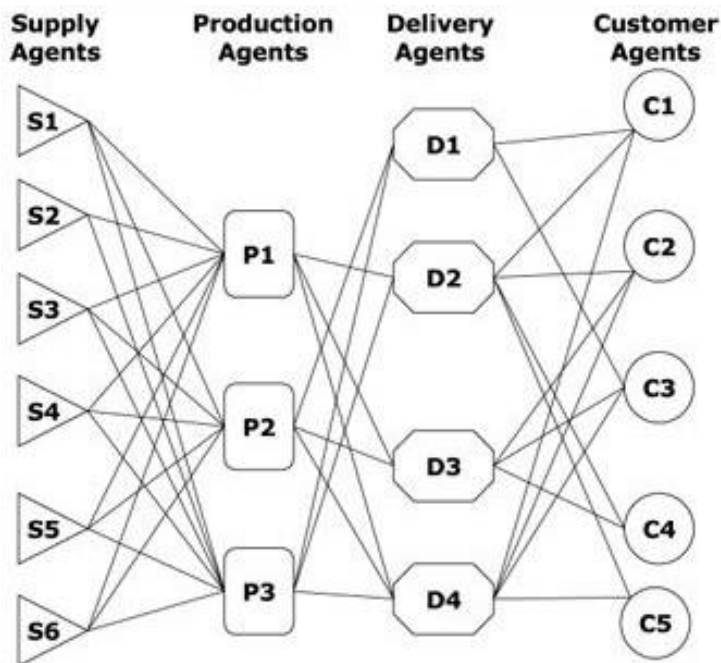 Supply Agents
Production Agents
Delivery Agents
Customer Agents
S1
S2
S3
S4
S5
S6
P1
P2
P3
D1
D2
D3
D4
C1
C2
C3
C4
C5